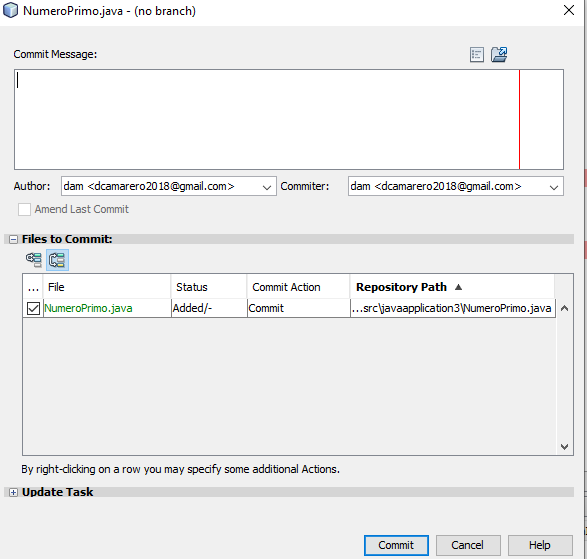 NumeroPrimo.java - (no branch)
Commit Message:
Author: dam <dcamarero2018@gmail.com> Commiter: dam <dcamarero2018@gmail.com>
Amend Last Commit
Files to Commit:
... File Status Commit Action Repository Path
NumeroPrimo.java Added/- Commit ...src\javaapplication3\NumeroPrimo.java
By right-clicking on a row you may specify some additional Actions.
Update Task
Commit Cancel Help